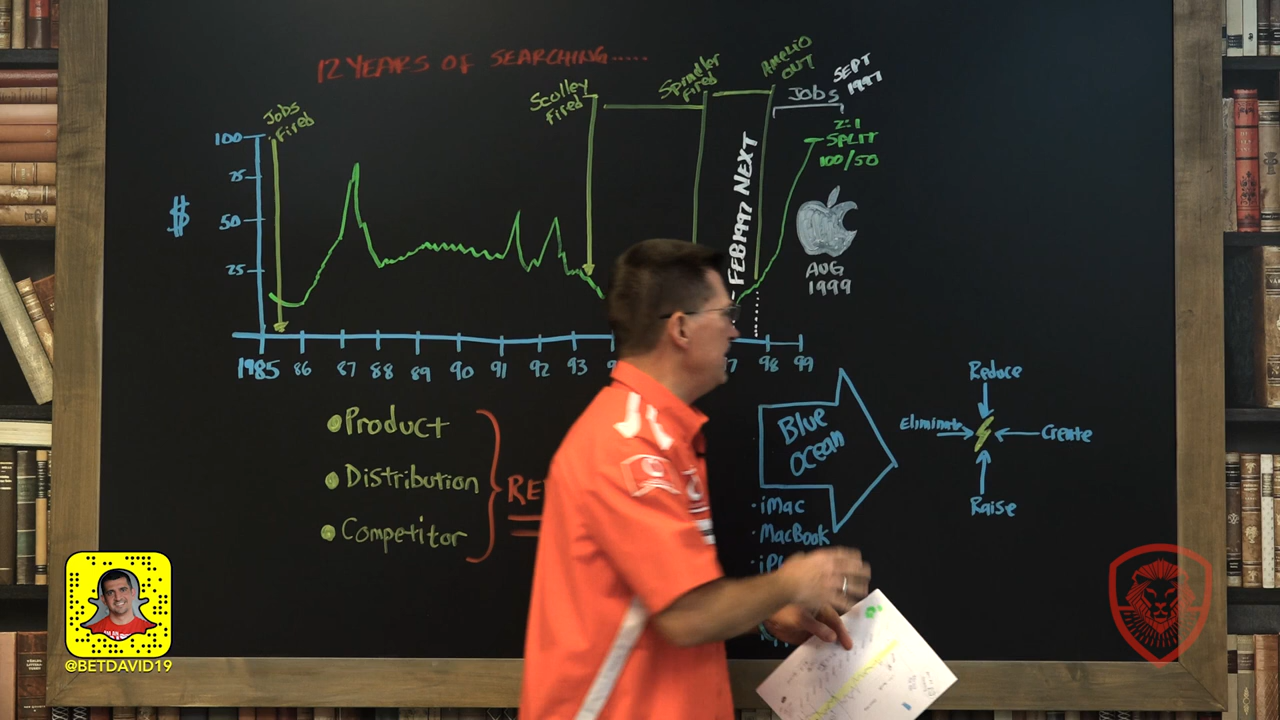 12 YEARS OF SEARCHING.....
Jobs Fired
Sculley Fired
Spindler Fired
Amelio OUT
Jobs
SEPT 1997
2:1 SPLIT 100/50
$
100
75
50
25
FEB 1997 NEXT
AUG 1999
1985 86 87 88 89 90 91 92 93 98 99
Product
Distribution
Competitor
Blue Ocean
iMac
MacBook
Reduce
Eliminate
Create
Raise
@BETDAVID19